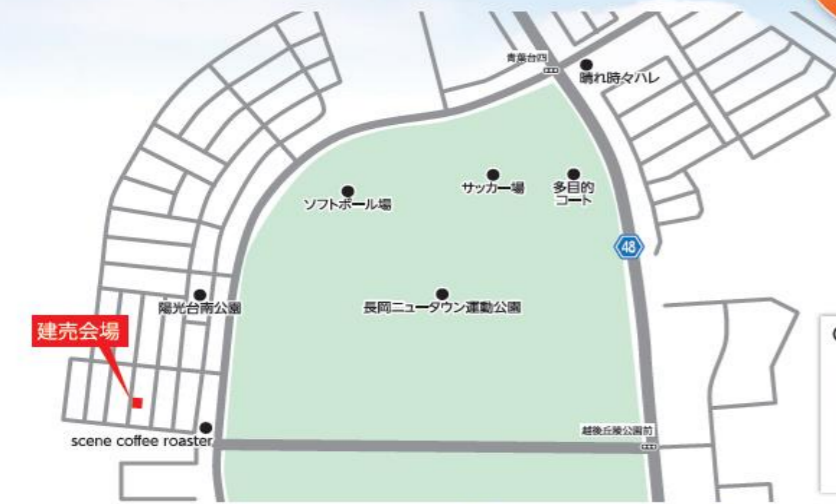 青葉台四
晴れ時々ハレ
サッカー場
多目的
コート
ソフトボール場
48
陽光台南公園
長岡ニュータウン運動公園
建売会場
越後丘陵公園前
scene coffee roaster